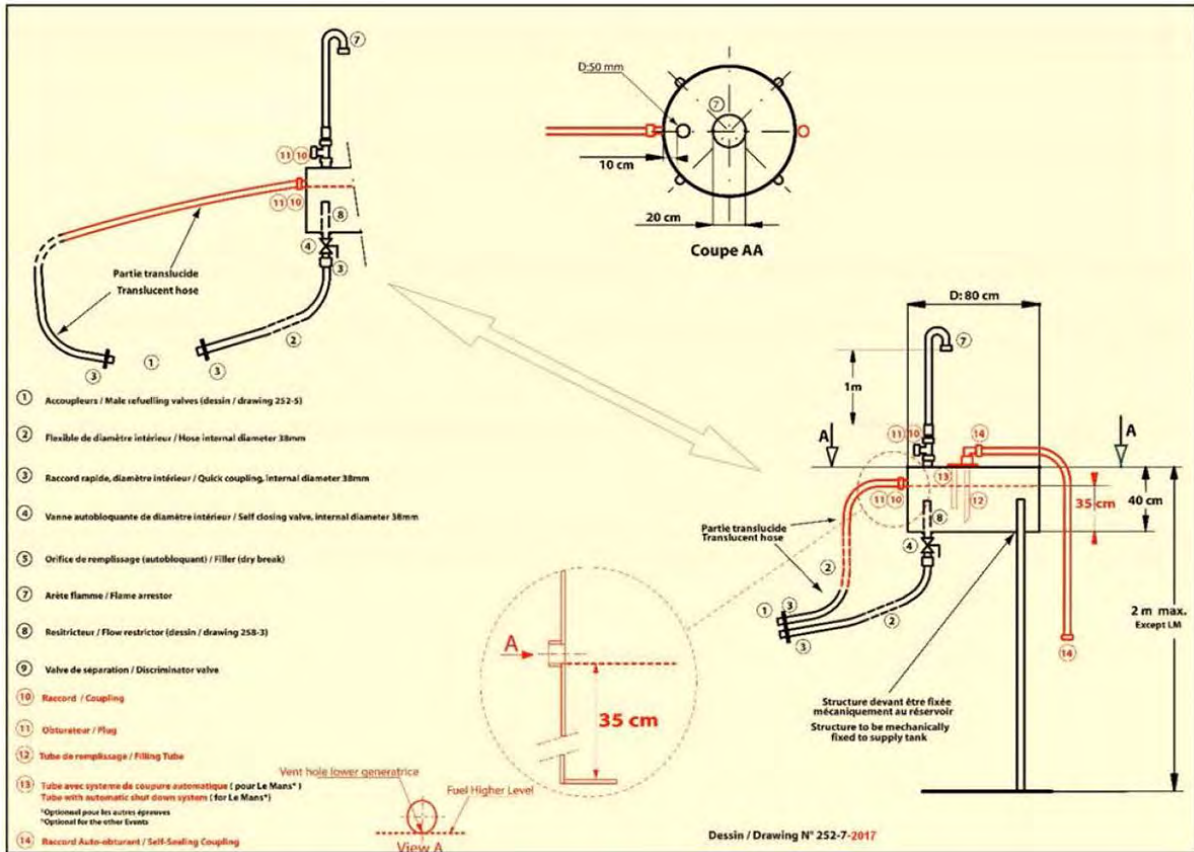 7
D:50 mm
7
10 cm
20 cm
Coupe AA
11 10
11 10
8
4
3
Partie translucide
Translucent hose
2
3
1
3
D: 80 cm
7
1m
A
A
11 10
14
13
12
11 10
35 cm
40 cm
8
4
Partie translucide
Translucent hose
2
1
3
2
3
2 m max.
Except LM
14
Structure devant être fixée
mécaniquement au réservoir
Structure to be mechanically
fixed to supply tank
A
35 cm
1 Accoupleurs / Male refuelling valves (dessin / drawing 252-5)
2 Flexible de diamètre intérieur / Hose internal diameter 38mm
3 Raccord rapide, diamètre intérieur / Quick coupling, internal diameter 38mm
4 Vanne autobloquante de diamètre intérieur / Self closing valve, internal diameter 38mm
5 Orifice de remplissage (autobloquant) / Filler (dry break)
7 Arète flamme / Flame arrestor
8 Resitricteur / Flow restrictor (dessin / drawing 258-3)
9 Valve de séparation / Discriminator valve
10 Raccord / Coupling
11 Obturateur / Plug
12 Tube de remplissage / Filling Tube
13 Tube avec systeme de coupure automatique ( pour Le Mans* )
Tube with automatic shut down system ( for Le Mans*)
*Optionnel pour les autres épreuves
*Optional for the other Events
14 Raccord Auto-obturant / Self-Sealing Coupling
Vent hole lower generatrice
Fuel Higher Level
View A
Dessin / Drawing N° 252-7-2017